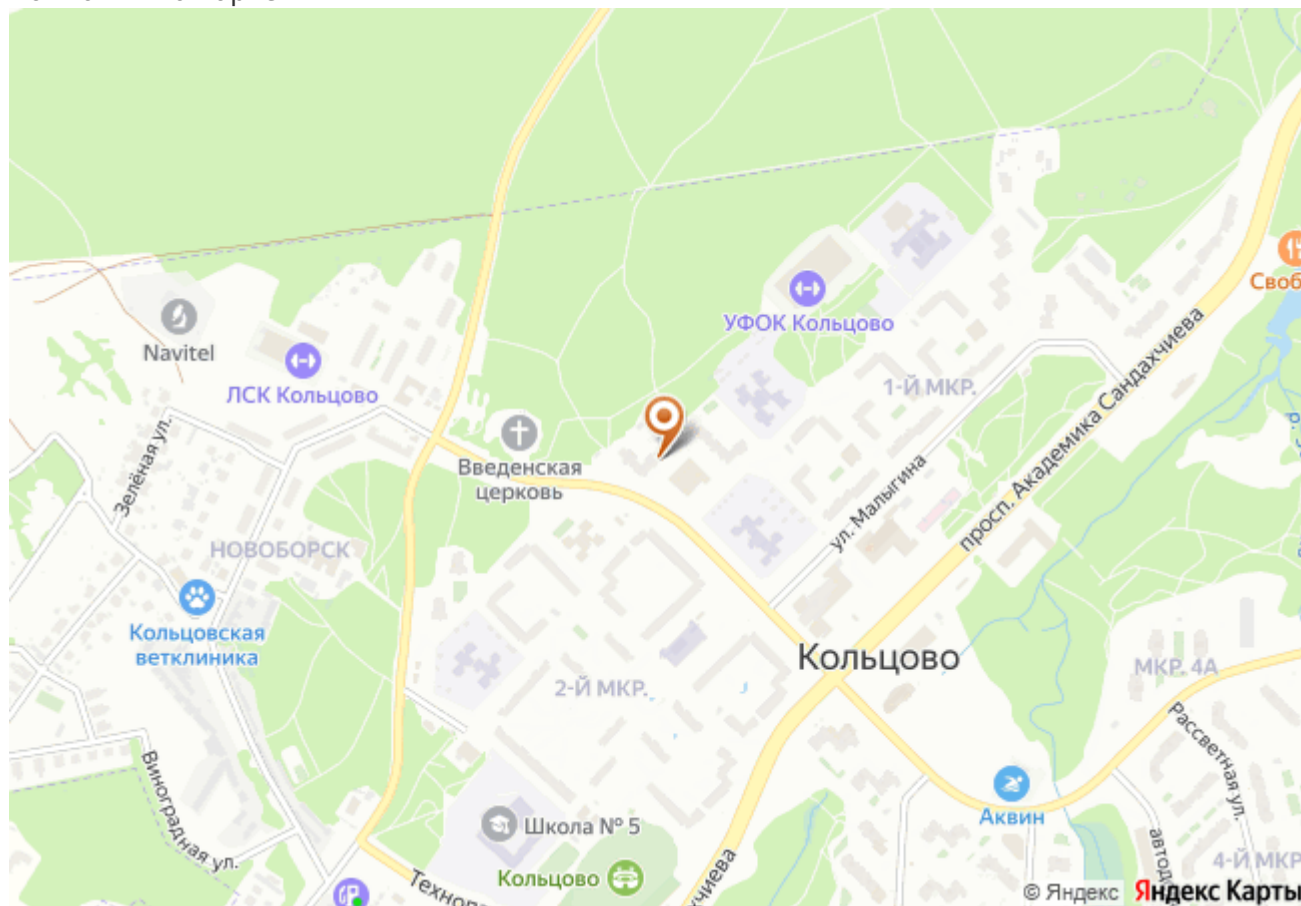 Своб
УФОК Кольцово
Navitel
ЛСК Кольцово
1-Й МКР.
просп. Академика Сандахчиева
Зелёная ул.
Введенская
церковь
ул. Малыгина
НОВОБОРСК
Кольцовская
ветклиника
Кольцово
2-Й МКР.
МКР. 4А
Рассветная ул.
Виноградная ул.
Аквин
Школа № 5
Кольцово
4-Й МКР
© Яндекс Яндекс Карты